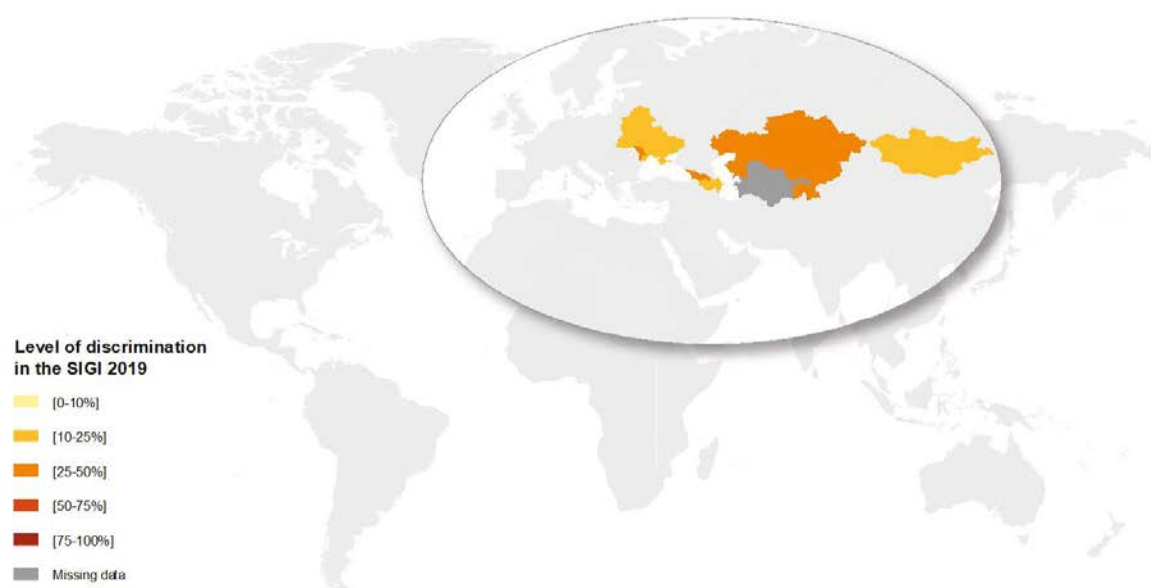 Level of discrimination
in the SIGI 2019
[0-10%]
[10-25%]
[25-50%]
[50-75%]
[75-100%]
Missing data